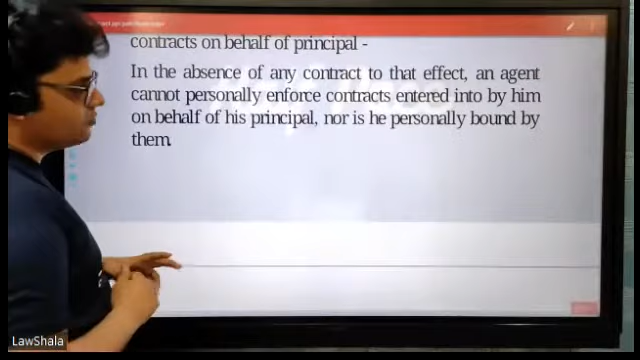 contracts on behalf of principal -
In the absence of any contract to that effect, an agent
cannot personally enforce contracts entered into by him
on behalf of his principal, nor is he personally bound by
them.
LawShala